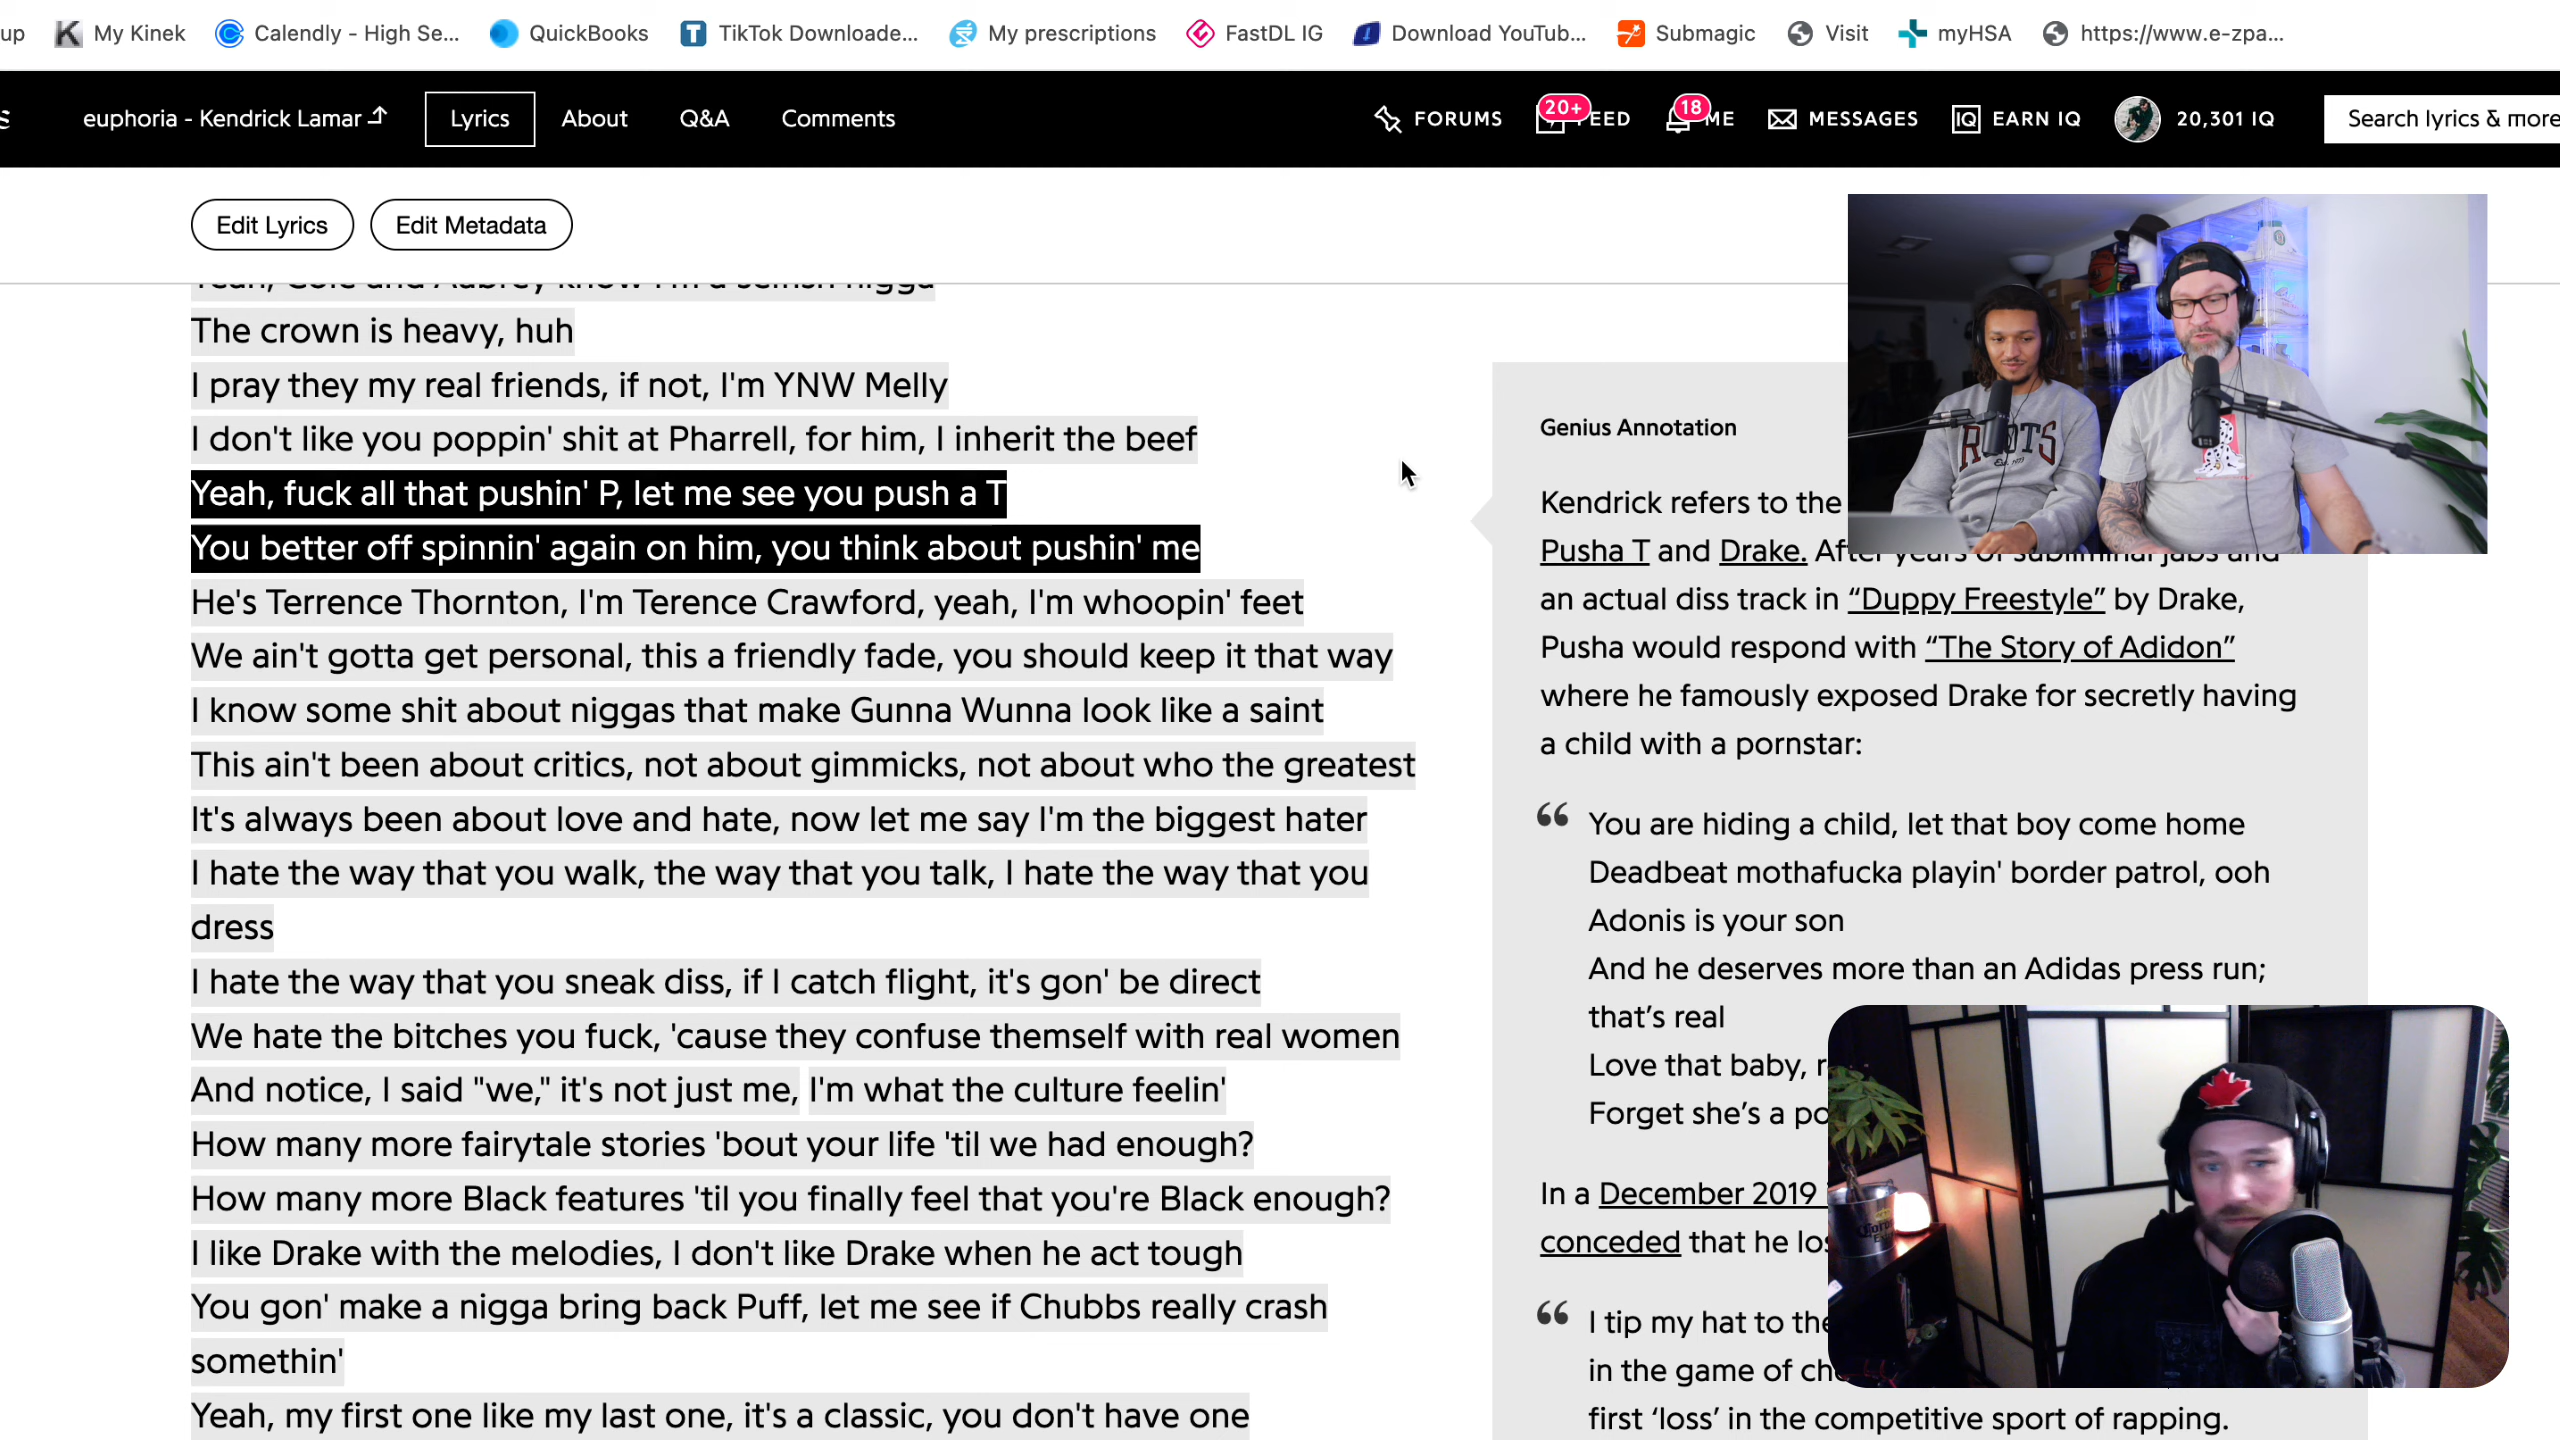 up My Kinek Calendly - High Se... QuickBooks TikTok Downloade... My prescriptions FastDL IG Download YouTub... Submagic Visit myHSA https://www.e-zpa...
euphoria - Kendrick Lamar Lyrics About Q&A Comments FORUMS 20+ FEED 18 ME MESSAGES IQ EARN IQ 20,301 IQ Search lyrics & more
Edit Lyrics Edit Metadata
Yeah, Cole and Aubrey know I'm a selfish nigga
The crown is heavy, huh
I pray they my real friends, if not, I'm YNW Melly
I don't like you poppin' shit at Pharrell, for him, I inherit the beef
Yeah, fuck all that pushin' P, let me see you push a T
You better off spinnin' again on him, you think about pushin' me
He's Terrence Thornton, I'm Terence Crawford, yeah, I'm whoopin' feet
We ain't gotta get personal, this a friendly fade, you should keep it that way
I know some shit about niggas that make Gunna Wunna look like a saint
This ain't been about critics, not about gimmicks, not about who the greatest
It's always been about love and hate, now let me say I'm the biggest hater
I hate the way that you walk, the way that you talk, I hate the way that you
dress
I hate the way that you sneak diss, if I catch flight, it's gon' be direct
We hate the bitches you fuck, 'cause they confuse themself with real women
And notice, I said "we," it's not just me, I'm what the culture feelin'
How many more fairytale stories 'bout your life 'til we had enough?
How many more Black features 'til you finally feel that you're Black enough?
I like Drake with the melodies, I don't like Drake when he act tough
You gon' make a nigga bring back Puff, let me see if Chubbs really crash
somethin'
Yeah, my first one like my last one, it's a classic, you don't have one
Genius Annotation
Kendrick refers to the
Pusha T and Drake. After years of subliminal jabs and
an actual diss track in “Duppy Freestyle” by Drake,
Pusha would respond with “The Story of Adidon”
where he famously exposed Drake for secretly having
a child with a pornstar:
“ You are hiding a child, let that boy come home
Deadbeat mothafucka playin' border patrol, ooh
Adonis is your son
And he deserves more than an Adidas press run;
that’s real
Love that baby,
Forget she’s a
In a December 2019
conceded that he
“ I tip my hat to the
in the game of
first ‘loss’ in the competitive sport of rapping.
ROOTS